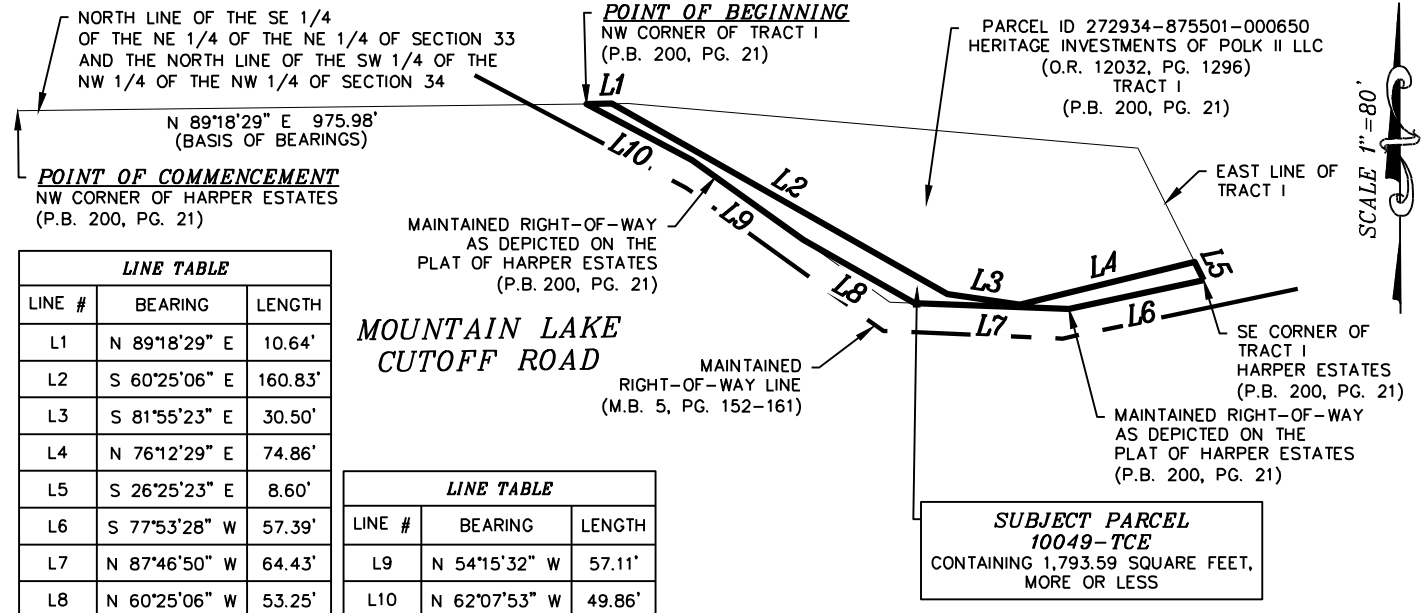 NORTH LINE OF THE SE 1/4
OF THE NE 1/4 OF THE NE 1/4 OF SECTION 33
AND THE NORTH LINE OF THE SW 1/4 OF THE
NW 1/4 OF THE NW 1/4 OF SECTION 34
POINT OF BEGINNING
NW CORNER OF TRACT I
(P.B. 200, PG. 21)
PARCEL ID 272934-875501-000650
HERITAGE INVESTMENTS OF POLK II LLC
(O.R. 12032, PG. 1296)
TRACT I
(P.B. 200, PG. 21)
SCALE 1"=80'
2
N 89°18'29" E 975.98'
(BASIS OF BEARINGS)
POINT OF COMMENCEMENT
NW CORNER OF HARPER ESTATES
(P.B. 200, PG. 21)
L1
L10
L2
L9
L8
L3
L7
L4
L6
L5
EAST LINE OF
TRACT I
MAINTAINED RIGHT-OF-WAY
AS DEPICTED ON THE
PLAT OF HARPER ESTATES
(P.B. 200, PG. 21)
MOUNTAIN LAKE
CUTOFF ROAD
MAINTAINED
RIGHT-OF-WAY LINE
(M.B. 5, PG. 152-161)
SE CORNER OF
TRACT I
HARPER ESTATES
(P.B. 200, PG. 21)
MAINTAINED RIGHT-OF-WAY
AS DEPICTED ON THE
PLAT OF HARPER ESTATES
(P.B. 200, PG. 21)
SUBJECT PARCEL
10049-TCE
CONTAINING 1,793.59 SQUARE FEET,
MORE OR LESS
LINE TABLE
LINE # BEARING LENGTH
L1 N 89°18'29" E 10.64'
L2 S 60°25'06" E 160.83'
L3 S 81°55'23" E 30.50'
L4 N 76°12'29" E 74.86'
L5 S 26°25'23" E 8.60'
L6 S 77°53'28" W 57.39'
L7 N 87°46'50" W 64.43'
L8 N 60°25'06" W 53.25'
LINE TABLE
LINE # BEARING LENGTH
L9 N 54°15'32" W 57.11'
L10 N 62°07'53" W 49.86'